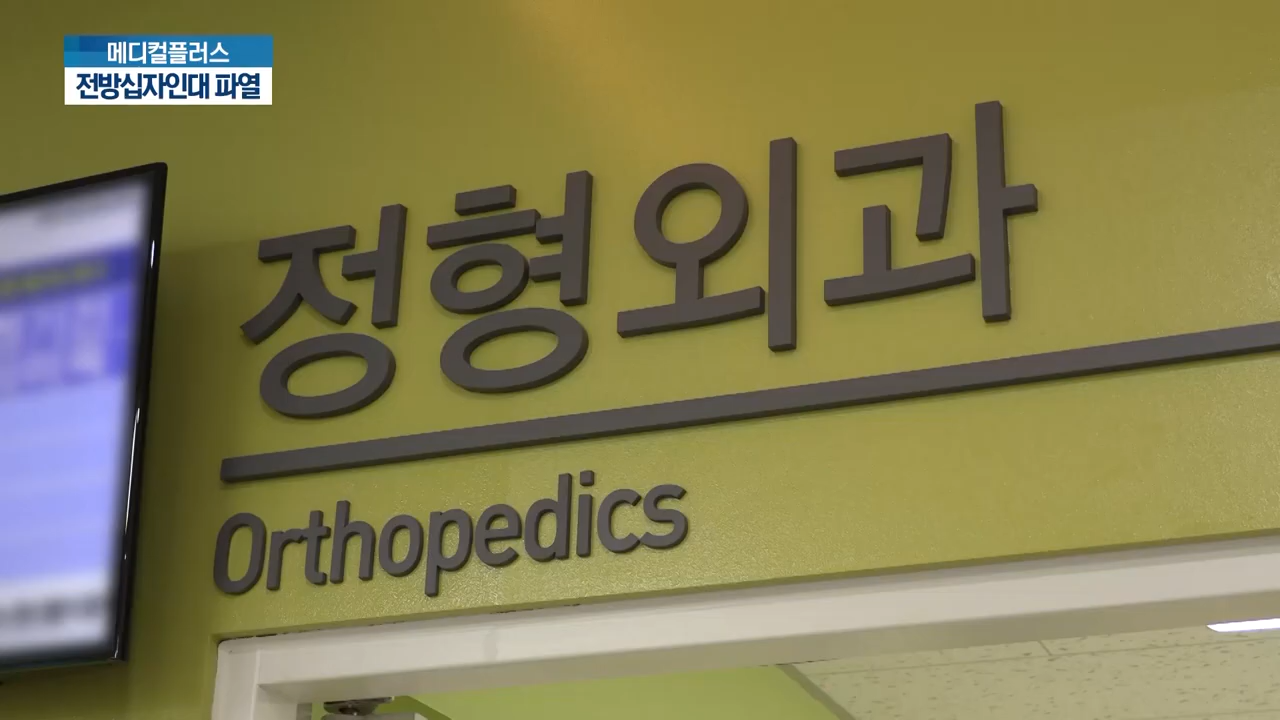 메디컬플러스
전방십자인대 파열
정형외과
Orthopedics